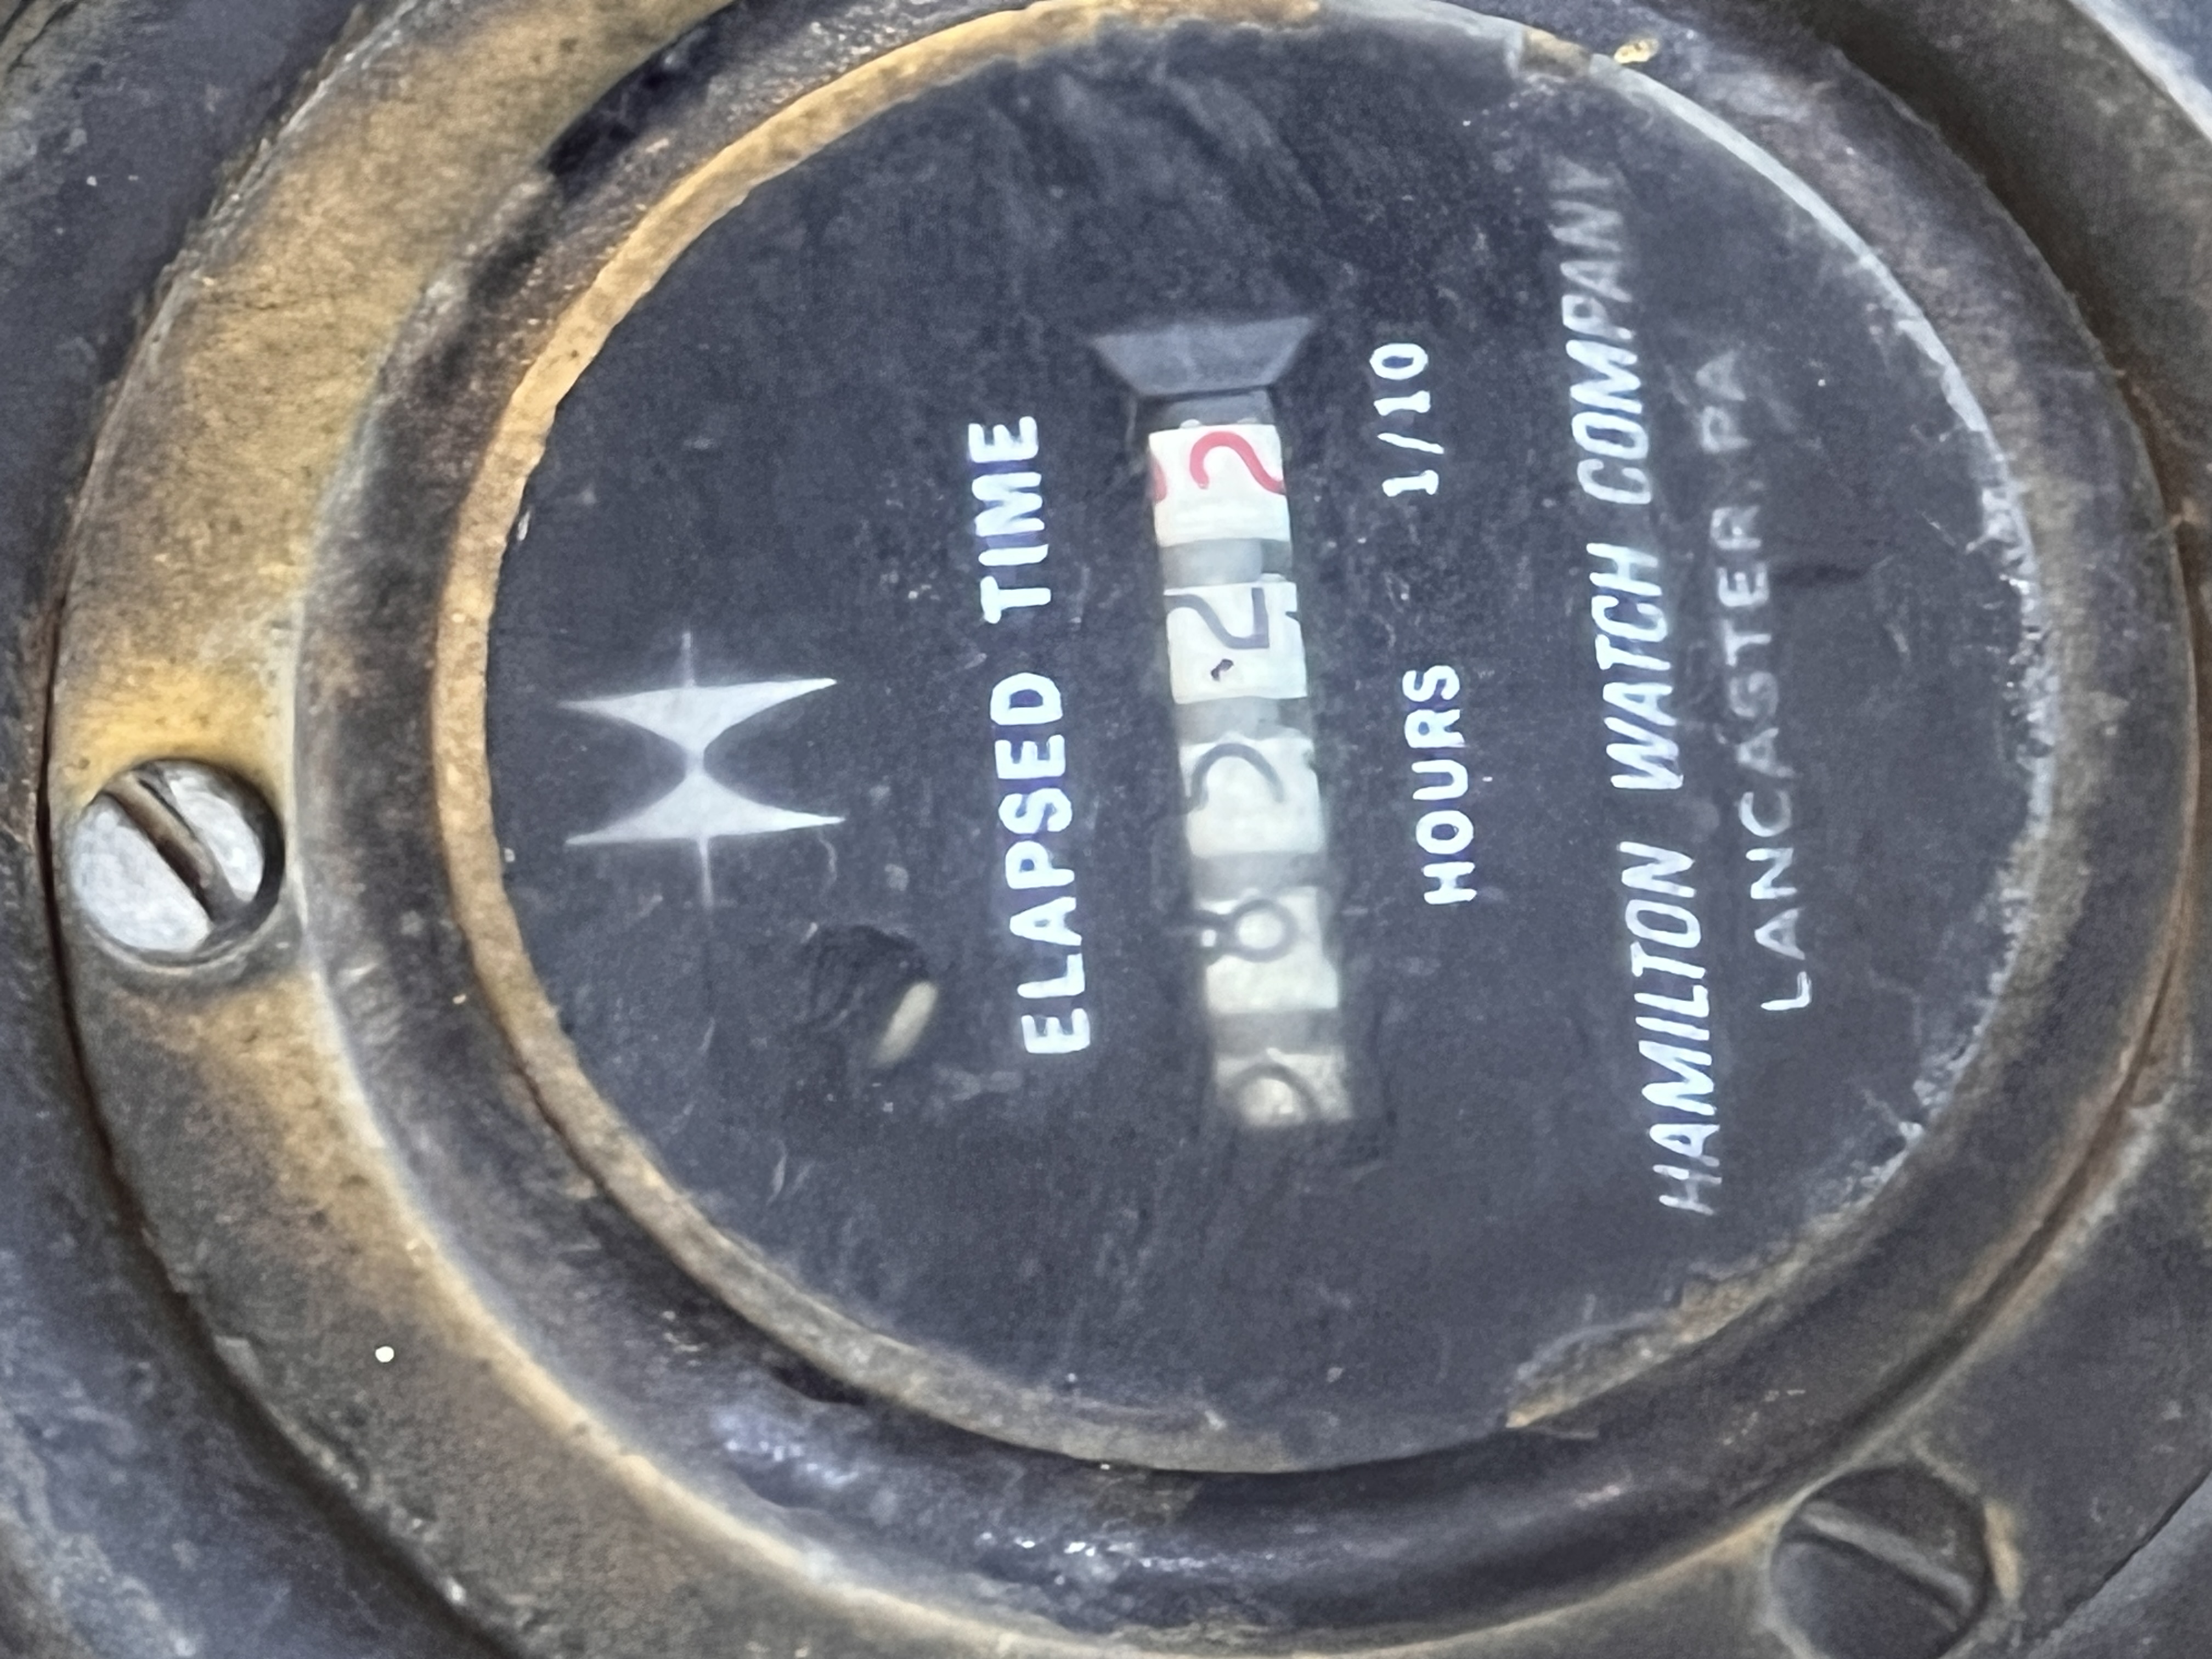 ELAPSED TIME
HOURS 1/10
HAMILTON WATCH COMPANY
LANCASTER, PA